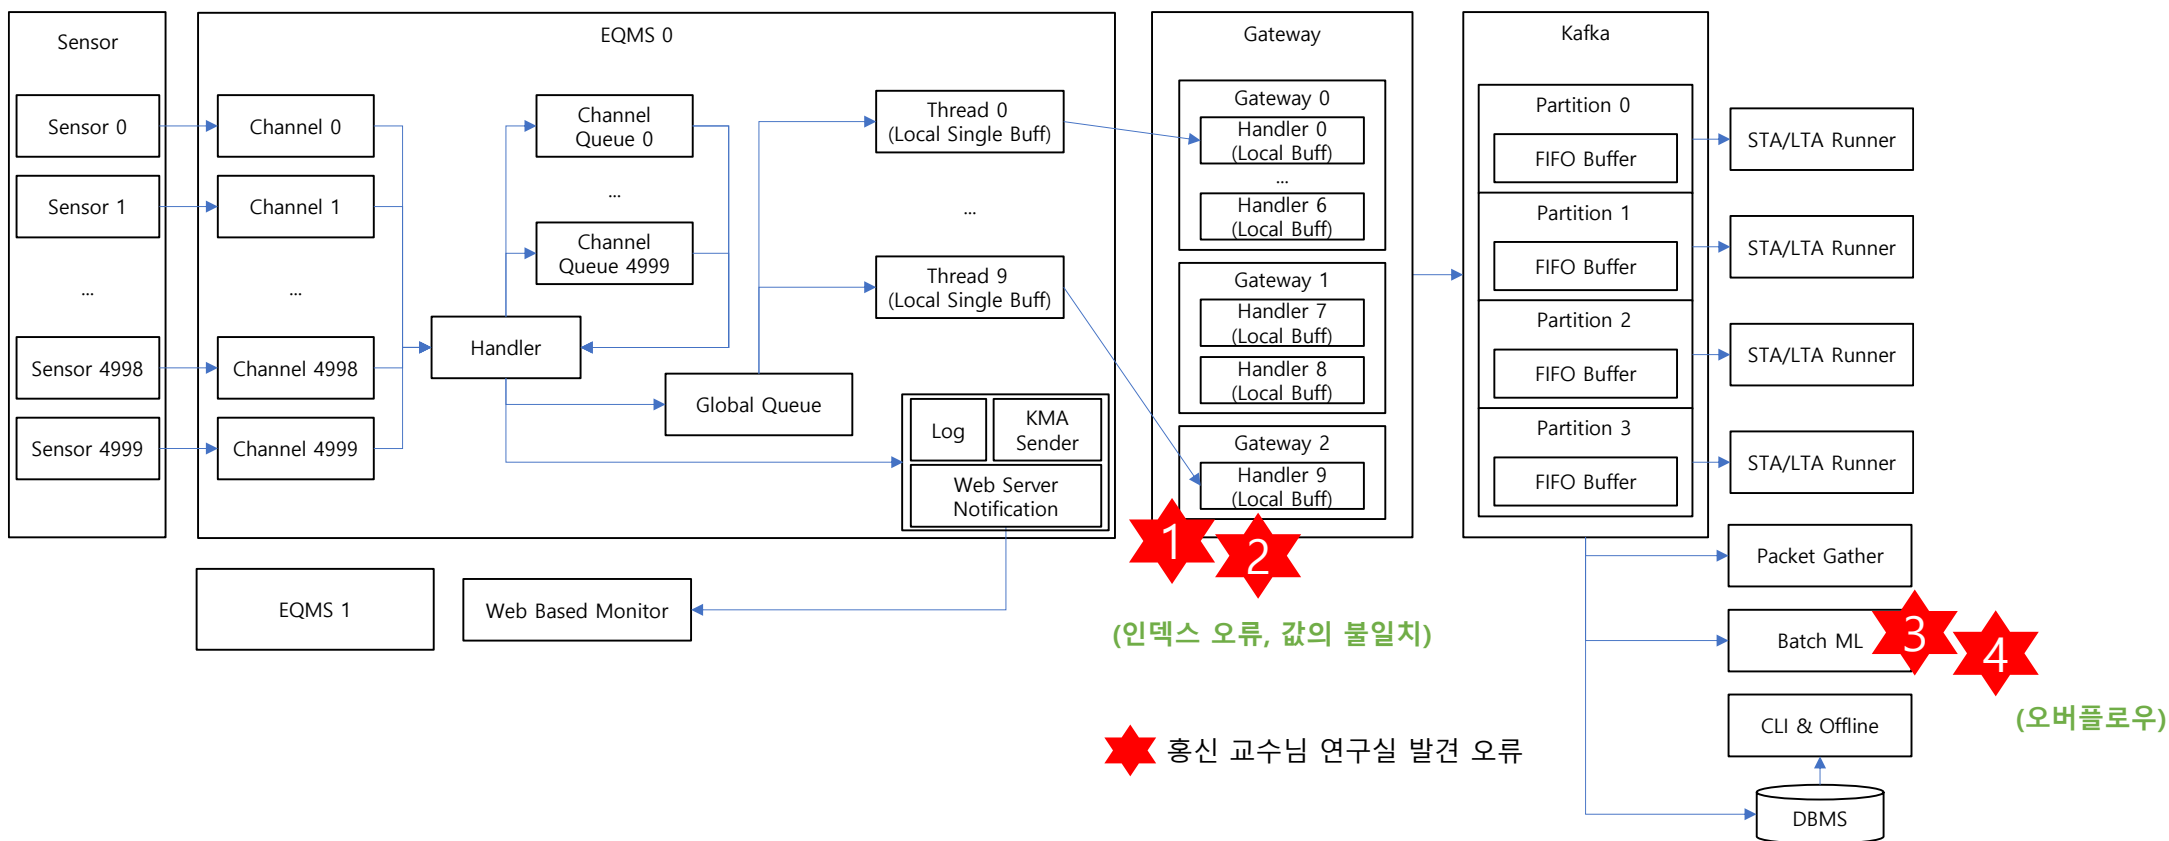 Sensor
Sensor 0
Sensor 1
...
Sensor 4998
Sensor 4999
EQMS 0
Channel 0
Channel 1
...
Channel 4998
Channel 4999
Handler
Channel
Queue 0
...
Channel
Queue 4999
Global Queue
Thread 0
(Local Single Buff)
...
Thread 9
(Local Single Buff)
Log
KMA
Sender
Web Server
Notification
EQMS 1
Web Based Monitor
Gateway
Gateway 0
Handler 0
(Local Buff)
...
Handler 6
(Local Buff)
Gateway 1
Handler 7
(Local Buff)
Handler 8
(Local Buff)
Gateway 2
Handler 9
(Local Buff)
1
2
(인덱스 오류, 값의 불일치)
Kafka
Partition 0
FIFO Buffer
Partition 1
FIFO Buffer
Partition 2
FIFO Buffer
Partition 3
FIFO Buffer
STA/LTA Runner
STA/LTA Runner
STA/LTA Runner
STA/LTA Runner
Packet Gather
Batch ML
3
4
(오버플로우)
CLI & Offline
DBMS
홍신 교수님 연구실 발견 오류